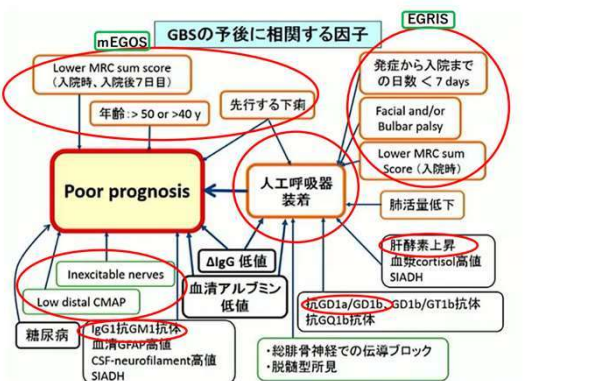 EGRIS
mEGOS
GBSの予後に相関する因子
Lower MRC sum score
(入院時、入院後7日目)
年齢:> 50 or >40 y
先行する下痢
発症から入院まで
の日数 < 7 days
Facial and/or
Bulbar palsy
Lower MRC sum
Score (入院時)
Poor prognosis
人工呼吸器
装着
肺活量低下
ΔIgG 低値
血清アルブミン
低値
肝酵素上昇
血漿cortisol高値
SIADH
Inexcitable nerves
Low distal CMAP
抗GD1a/GD1b, GD1b/GT1b抗体
抗GQ1b抗体
糖尿病
IgG1抗GM1抗体
血清GFAP高値
CSF-neurofilament高値
SIADH
・総腓骨神経での伝導ブロック
・脱髄型所見